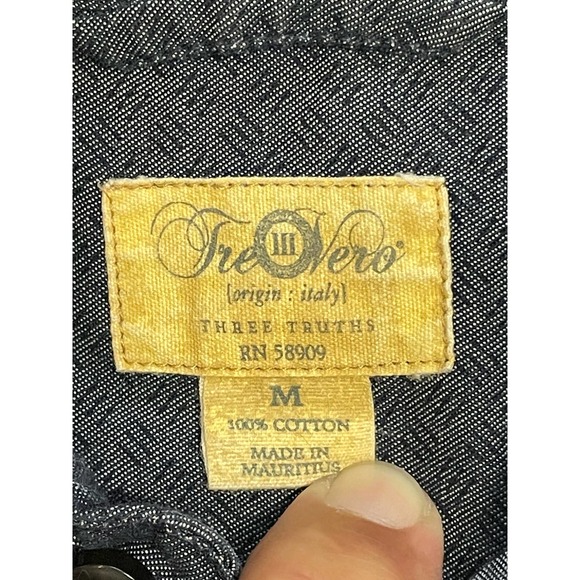 Tre III Vero®
{origin : italy}
THREE TRUTHS
RN 58909
M
100% COTTON
MADE IN
MAURITIUS